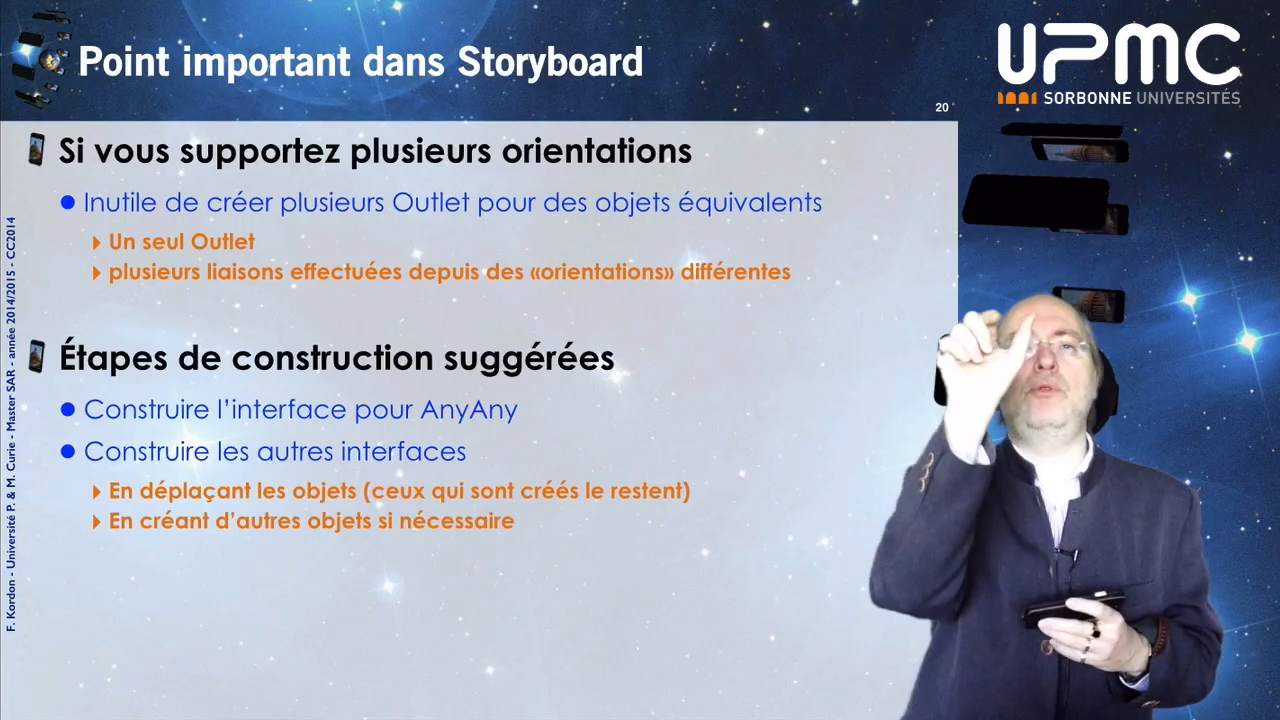 Point important dans Storyboard
UPMC
SORBONNE UNIVERSITÉS
20
Si vous supportez plusieurs orientations
Inutile de créer plusieurs Outlet pour des objets équivalents
Un seul Outlet
plusieurs liaisons effectuées depuis des «orientations» différentes
Étapes de construction suggérées
Construire l’interface pour AnyAny
Construire les autres interfaces
En déplaçant les objets (ceux qui sont créés le restent)
En créant d’autres objets si nécessaire
F. Kordon - Université P. & M. Curie - Master SAR - année 2014/2015 - CC2014